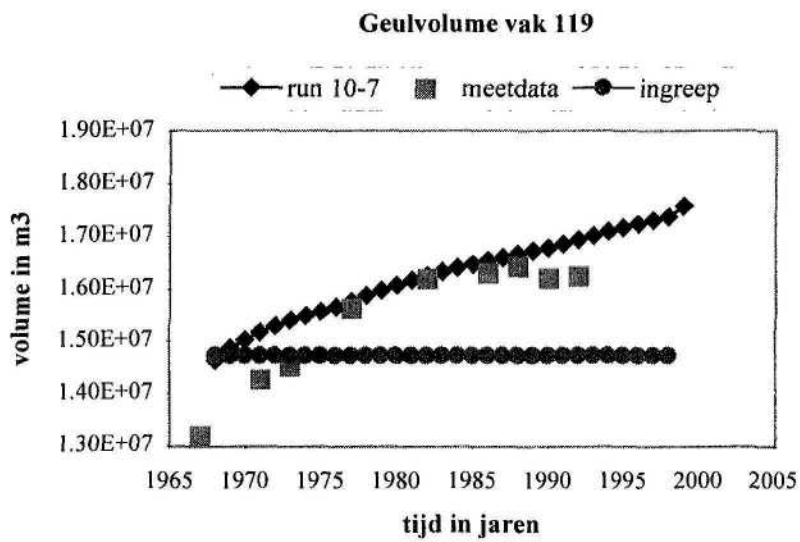 Geulvolume vak 119
run 10-7 meetdata ingreep
1.90E+07
1.80E+07
1.70E+07
1.60E+07
1.50E+07
1.40E+07
1.30E+07
volume in m3
1965 1970 1975 1980 1985 1990 1995 2000 2005
tijd in jaren